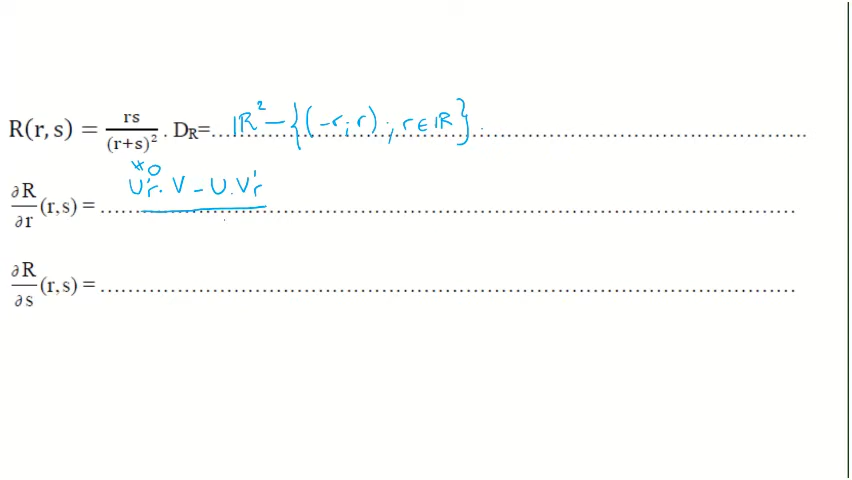 R(r,s) = rs/(r+s)² . D_R=...ℝ² – {(-r; r) ; r∈ℝ}...
≠0
∂R/∂r (r,s) = ... U'r. V – U.V'r ...
∂R/∂s (r,s) = ...